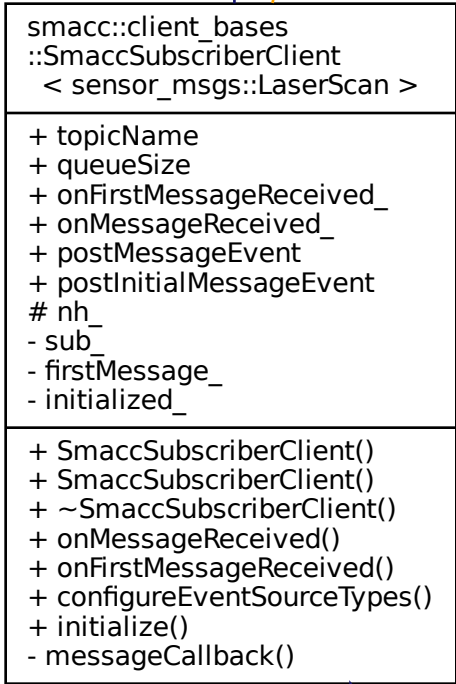 smacc::client_bases
::SmaccSubscriberClient
< sensor_msgs::LaserScan >
+ topicName
+ queueSize
+ onFirstMessageReceived_
+ onMessageReceived_
+ postMessageEvent
+ postInitialMessageEvent
# nh_
- sub_
- firstMessage_
- initialized_
+ SmaccSubscriberClient()
+ SmaccSubscriberClient()
+ ~SmaccSubscriberClient()
+ onMessageReceived()
+ onFirstMessageReceived()
+ configureEventSourceTypes()
+ initialize()
- messageCallback()